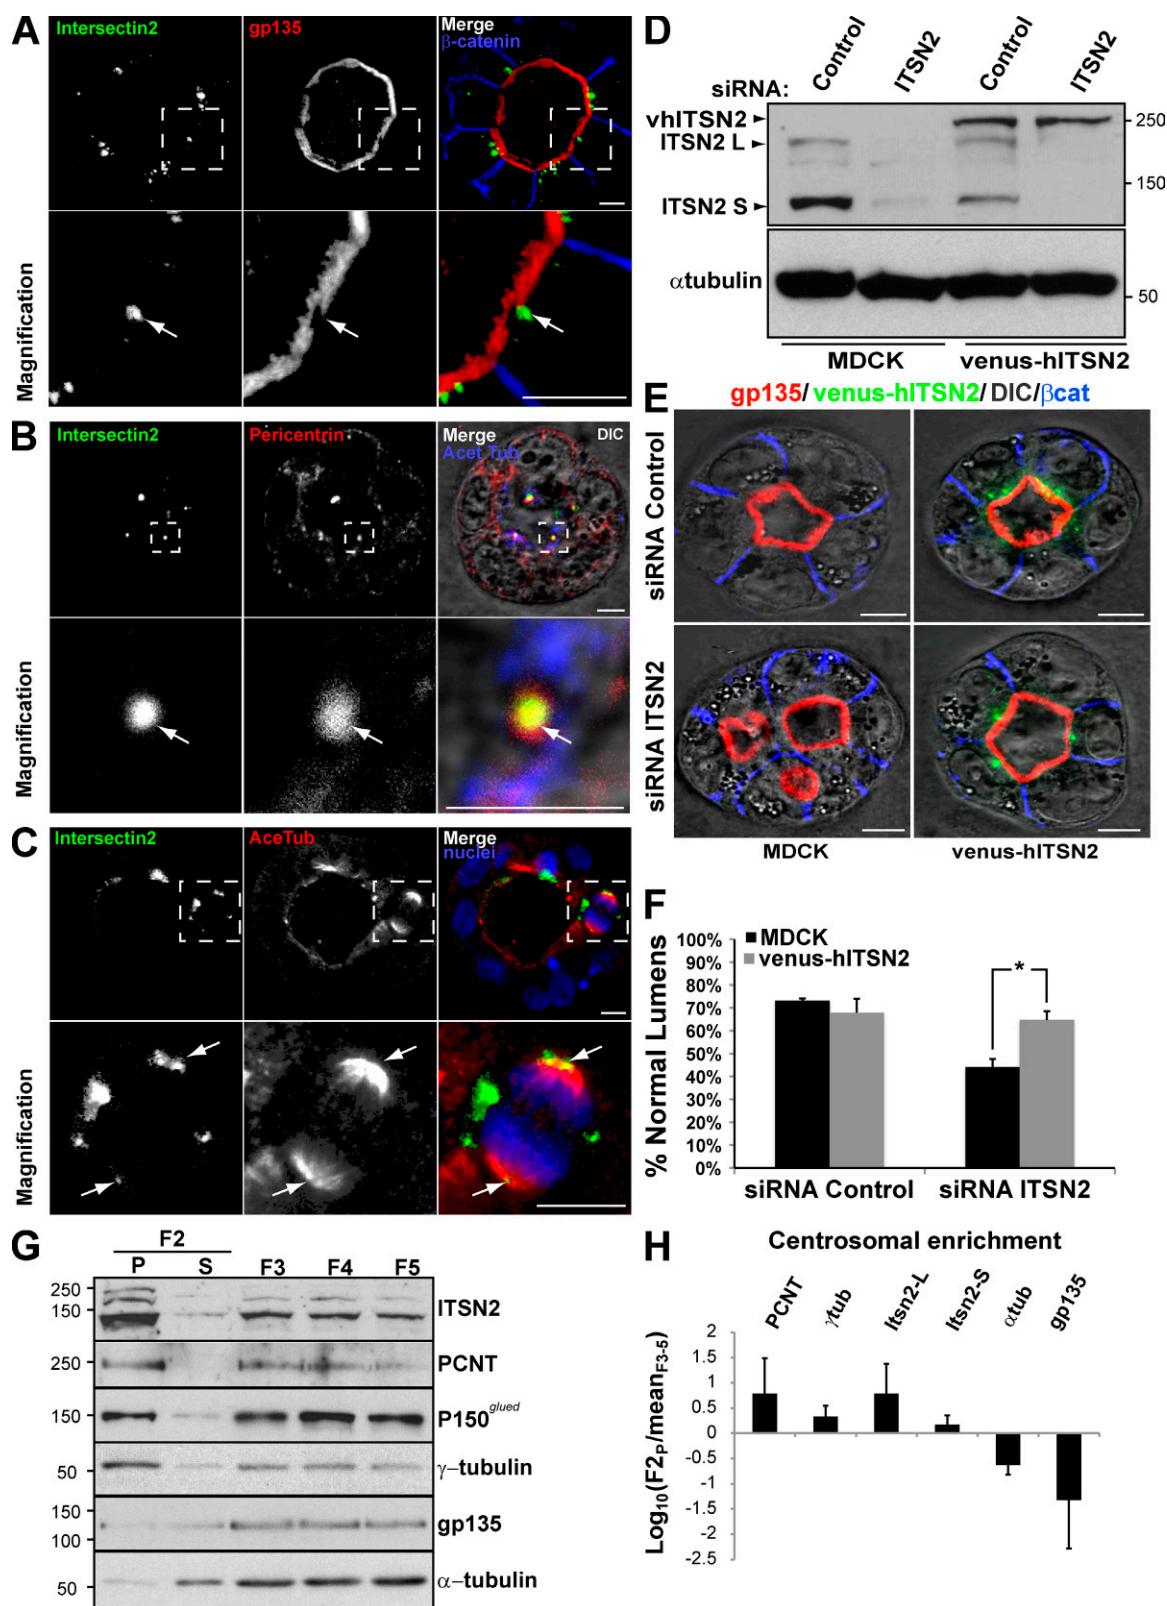 A
Intersectin2
gp135
Merge
β-catenin
Magnification
B
Intersectin2
Pericentrin
Merge
Acet Tub
DIC
Magnification
C
Intersectin2
AceTub
Merge
nuclei
Magnification
D
siRNA:
Control
ITSN2
Control
ITSN2
vhITSN2
ITSN2 L
ITSN2 S
250
150
αtubulin
50
MDCK
venus-hITSN2
E
gp135/ venus-hITSN2/ DIC/βcat
siRNA Control
siRNA ITSN2
MDCK
venus-hITSN2
F
% Normal Lumens
100%
90%
80%
70%
60%
50%
40%
30%
20%
10%
0%
MDCK
venus-hITSN2
*
siRNA Control
siRNA ITSN2
G
F2
P S F3 F4 F5
250
150
ITSN2
250
PCNT
150
P150glued
50
γ-tubulin
150
100
gp135
50
α-tubulin
H
Centrosomal enrichment
PCNT
γtub
Itsn2-L
Itsn2-S
αtub
gp135
Log10(F2P/meanF3-5)
2
1.5
1
0.5
0
-0.5
-1
-1.5
-2
-2.5